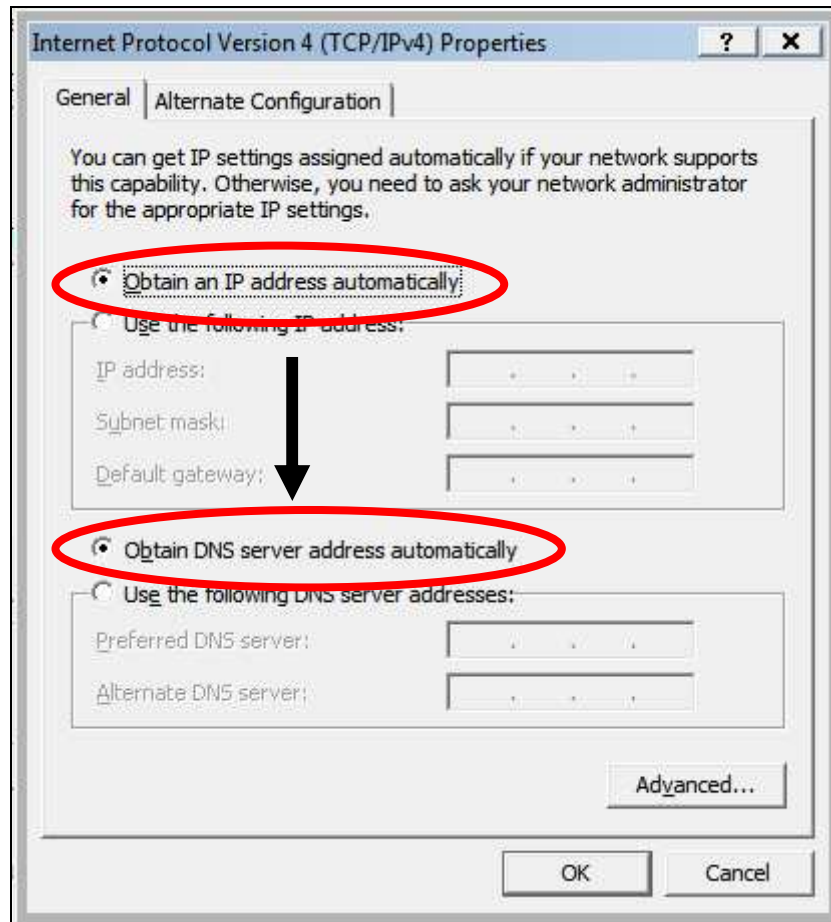 Internet Protocol Version 4 (TCP/IPv4) Properties
General
Alternate Configuration
You can get IP settings assigned automatically if your network supports
this capability. Otherwise, you need to ask your network administrator
for the appropriate IP settings.
Obtain an IP address automatically
Use the following IP address:
IP address:
Subnet mask:
Default gateway:
Obtain DNS server address automatically
Use the following DNS server addresses:
Preferred DNS server:
Alternate DNS server:
Advanced...
OK
Cancel